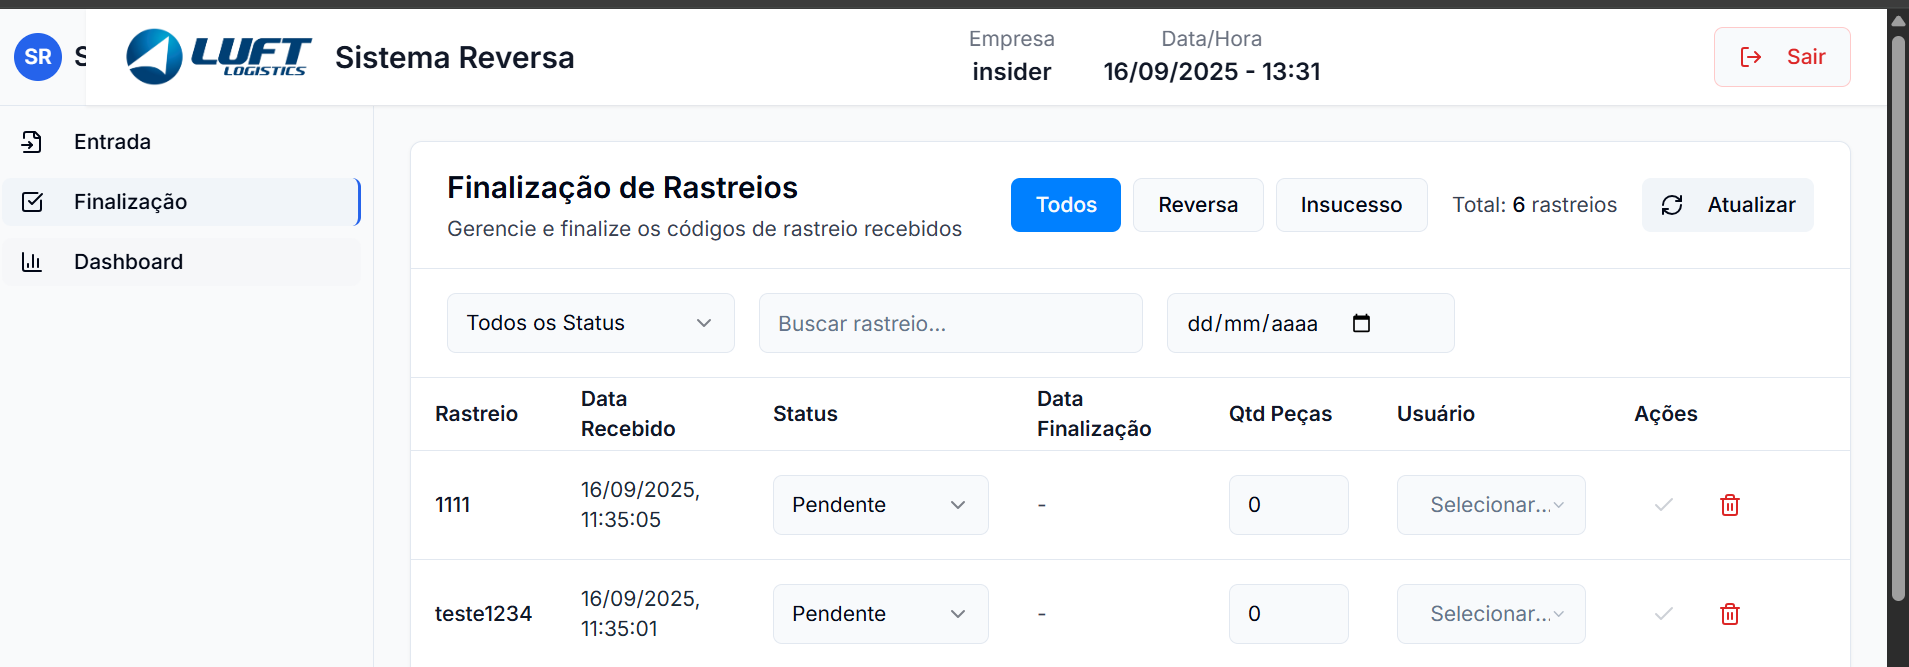 SR S
LUFT
LOGISTICS
Sistema Reversa
Empresa
insider
Data/Hora
16/09/2025 - 13:31
Sair
Entrada
Finalização
Dashboard
Finalização de Rastreios
Gerencie e finalize os códigos de rastreio recebidos
Todos
Reversa
Insucesso
Total: 6 rastreios
Atualizar
Todos os Status
Buscar rastreio...
dd/mm/aaaa
Rastreio
Data
Recebido
Status
Data
Finalização
Qtd Peças
Usuário
Ações
1111
16/09/2025,
11:35:05
Pendente
-
0
Selecionar...
teste1234
16/09/2025,
11:35:01
Pendente
-
0
Selecionar...